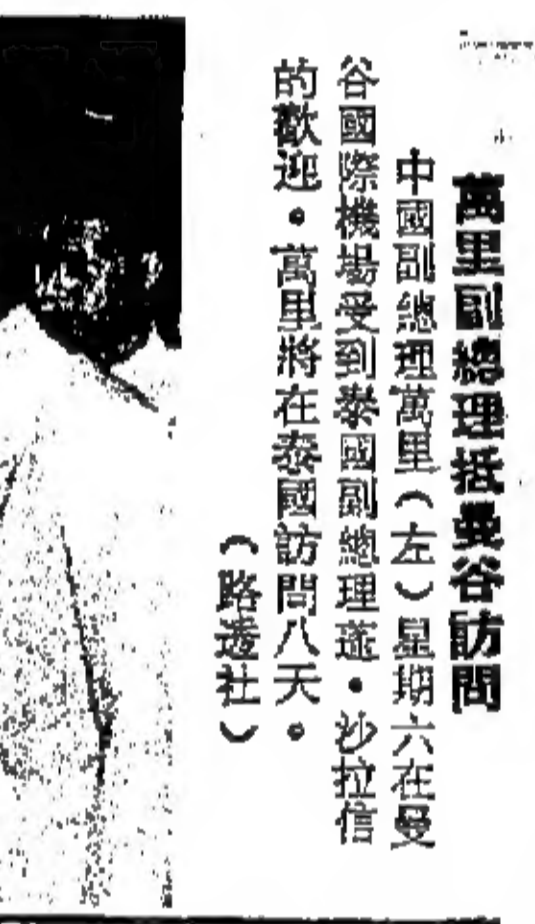 萬里副總理抵曼谷訪問
中國副總理萬里（左）星期六在曼
谷國際機場受到泰國副總理蓬・沙拉信
的歡迎。萬里將在泰國訪問八天。
（路透社）